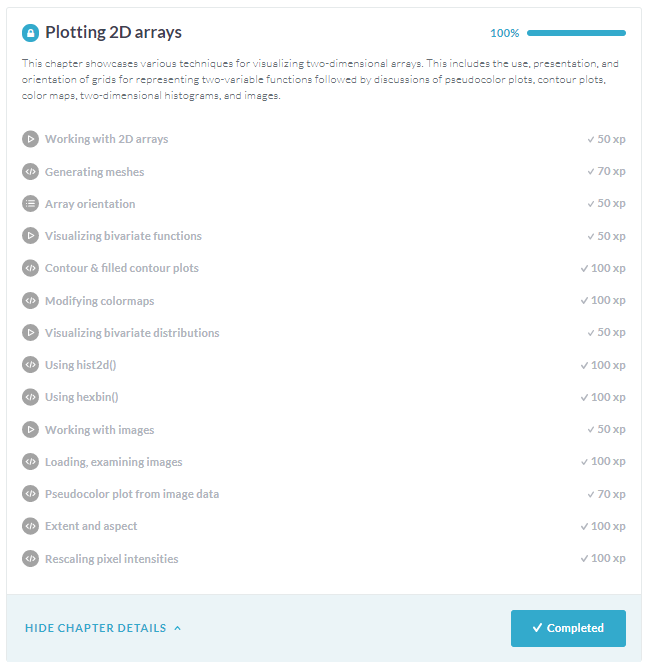 Plotting 2D arrays 100%
This chapter showcases various techniques for visualizing two-dimensional arrays. This includes the use, presentation, and
orientation of grids for representing two-variable functions followed by discussions of pseudocolor plots, contour plots,
color maps, two-dimensional histograms, and images.
Working with 2D arrays ✓ 50 xp
Generating meshes ✓ 70 xp
Array orientation ✓ 50 xp
Visualizing bivariate functions ✓ 50 xp
Contour & filled contour plots ✓ 100 xp
Modifying colormaps ✓ 100 xp
Visualizing bivariate distributions ✓ 50 xp
Using hist2d() ✓ 100 xp
Using hexbin() ✓ 100 xp
Working with images ✓ 50 xp
Loading, examining images ✓ 100 xp
Pseudocolor plot from image data ✓ 70 xp
Extent and aspect ✓ 100 xp
Rescaling pixel intensities ✓ 100 xp
HIDE CHAPTER DETAILS ✓ Completed